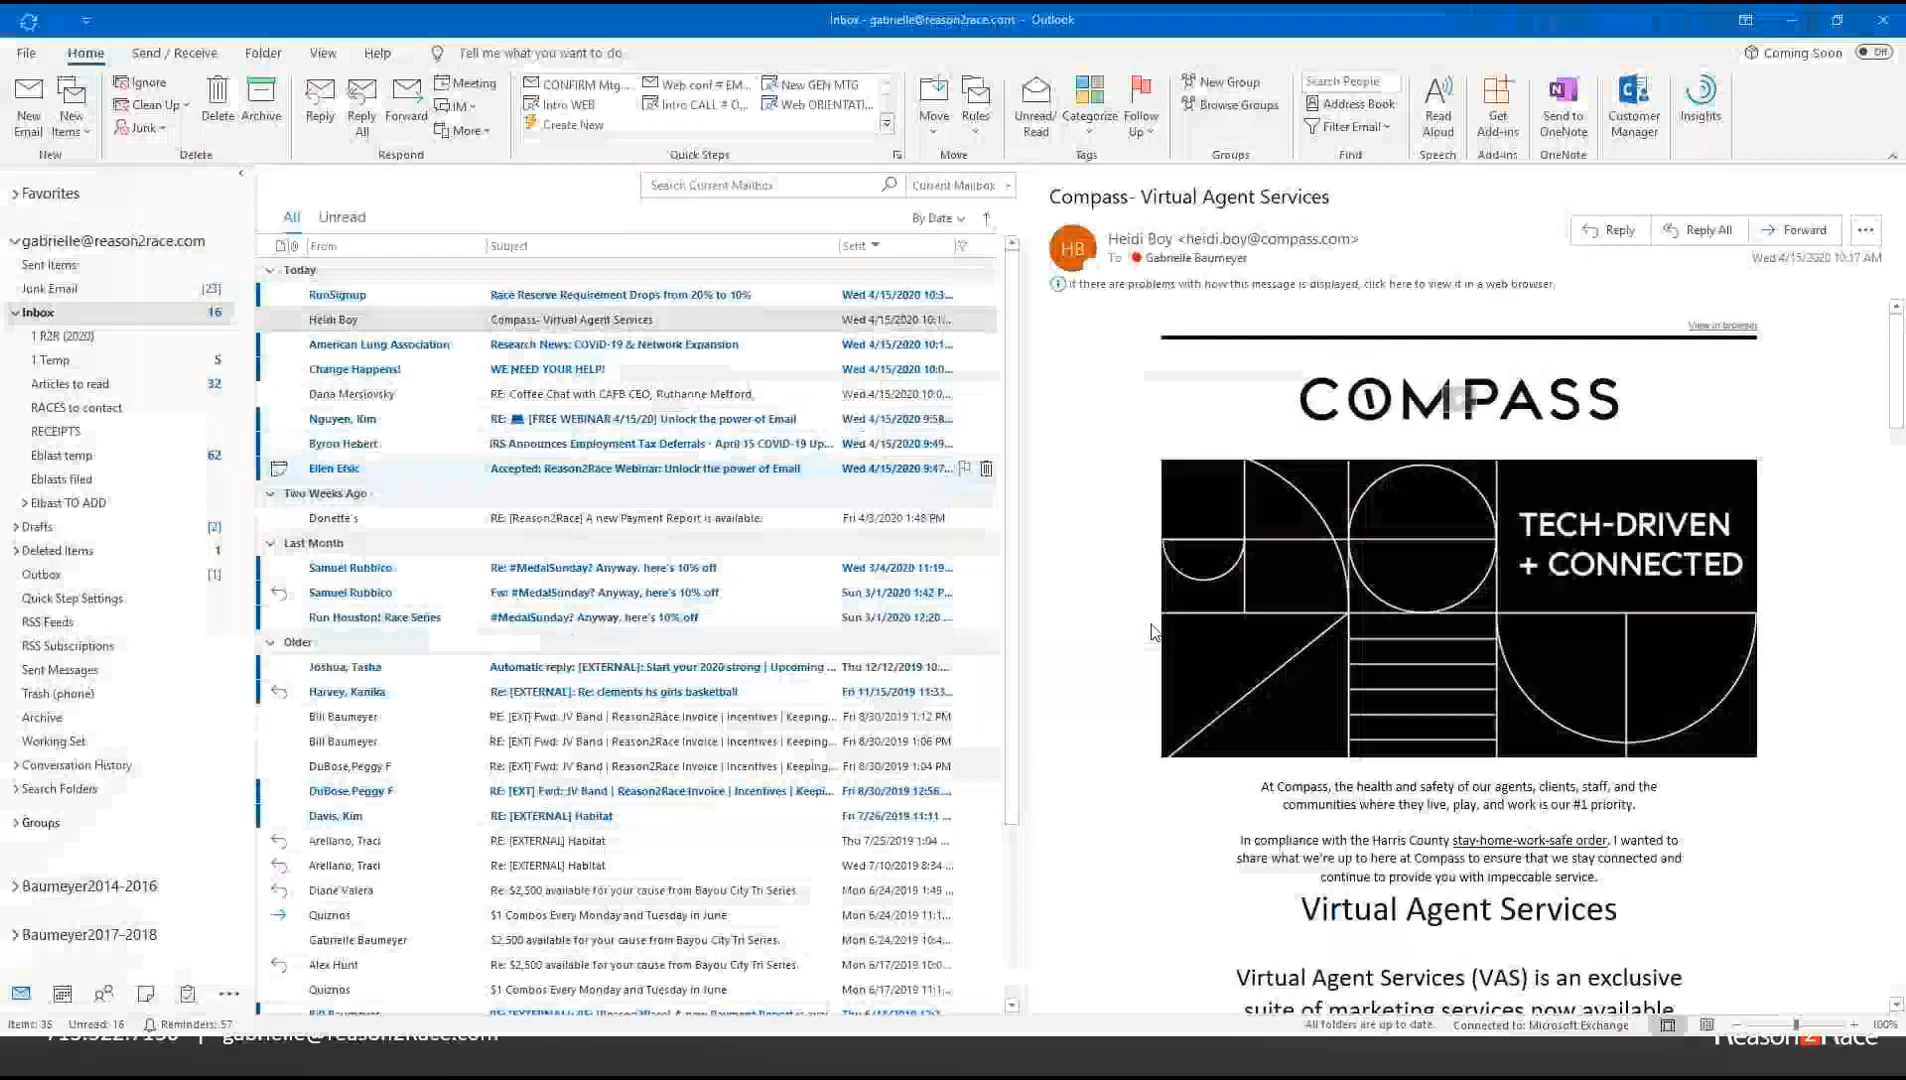 Inbox - gabrielle@reason2race.com - Outlook
File Home Send / Receive Folder View Help Tell me what you want to do
Coming Soon Off
New Email
New Items
New
Ignore
Clean Up
Junk
Delete
Archive
Delete
Reply
Reply All
Forward
Meeting
IM
More
Respond
CONFIRM Mtg...
Intro WEB
Create New
Web conf # EM...
Intro CALL # O...
New GEN MTG
Web ORIENTATI...
Quick Steps
Move
Rules
Move
Unread/ Read
Categorize
Follow Up
Tags
New Group
Browse Groups
Groups
Search People
Address Book
Filter Email
Find
Read Aloud
Speech
Get Add-ins
Add-ins
Send to OneNote
OneNote
Customer Manager
Insights
Favorites
gabrielle@reason2race.com
Sent Items
Junk Email [23]
Inbox 16
1 R2R (2020)
1 Temp 5
Articles to read 32
RACES to contact
RECEIPTS
Eblast temp 62
Eblasts filed
Elbast TO ADD
Drafts [2]
Deleted Items 1
Outbox [1]
Quick Step Settings
RSS Feeds
RSS Subscriptions
Sent Messages
Trash (phone)
Archive
Working Set
Conversation History
Search Folders
Groups
Baumeyer2014-2016
Baumeyer2017-2018
Search Current Mailbox Current Mailbox
All Unread By Date
From Subject Sent
Today
RunSignup Race Reserve Requirement Drops from 20% to 10% Wed 4/15/2020 10:3...
Heidi Boy Compass- Virtual Agent Services Wed 4/15/2020 10:1...
American Lung Association Research News: COVID-19 & Network Expansion Wed 4/15/2020 10:1...
Change Happens! WE NEED YOUR HELP! Wed 4/15/2020 10:0...
Dana Mersiovsky RE: Coffee Chat with CAFB CEO, Ruthanne Mefford, Wed 4/15/2020 10:0...
Nguyen, Kim RE: [FREE WEBINAR 4/15/20] Unlock the power of Email Wed 4/15/2020 9:58...
Byron Hebert IRS Announces Employment Tax Deferrals - April 15 COVID-19 Up... Wed 4/15/2020 9:49...
Ellen Efsic Accepted: Reason2Race Webinar: Unlock the power of Email Wed 4/15/2020 9:47...
Two Weeks Ago
Donette's RE: [Reason2Race] A new Payment Report is available. Fri 4/3/2020 1:48 PM
Last Month
Samuel Rubbico Re: #MedalSunday? Anyway, here's 10% off Wed 3/4/2020 11:19...
Samuel Rubbico Fw: #MedalSunday? Anyway, here's 10% off Sun 3/1/2020 1:42 P...
Run Houston! Race Series #MedalSunday? Anyway, here's 10% off Sun 3/1/2020 12:20 ...
Older
Joshua, Tasha Automatic reply: [EXTERNAL]: Start your 2020 strong | Upcoming ... Thu 12/12/2019 10:...
Harvey, Kanika Re: [EXTERNAL]: Re: clements hs girls basketball Fri 11/15/2019 11:33...
Bill Baumeyer RE: [EXT] Fwd: JV Band | Reason2Race Invoice | Incentives | Keeping... Fri 8/30/2019 1:12 PM
Bill Baumeyer RE: [EXT] Fwd: JV Band | Reason2Race Invoice | Incentives | Keeping... Fri 8/30/2019 1:06 PM
DuBose,Peggy F RE: [EXT] Fwd: JV Band | Reason2Race Invoice | Incentives | Keeping... Fri 8/30/2019 1:04 PM
DuBose,Peggy F RE: [EXT] Fwd: JV Band | Reason2Race Invoice | Incentives | Keepi... Fri 8/30/2019 12:56 ...
Davis, Kim RE: [EXTERNAL] Habitat Fri 7/26/2019 11:11 ...
Arellano, Traci RE: [EXTERNAL] Habitat Thu 7/25/2019 1:04 ...
Arellano, Traci Re: [EXTERNAL] Habitat Wed 7/10/2019 8:34 ...
Diane Valera Re: $2,500 available for your cause from Bayou City Tri Series. Mon 6/24/2019 1:49 ...
Quiznos $1 Combos Every Monday and Tuesday in June Mon 6/24/2019 11:1...
Gabrielle Baumeyer $2,500 available for your cause from Bayou City Tri Series. Mon 6/24/2019 10:4...
Alex Hunt Re: $2,500 available for your cause from Bayou City Tri Series. Mon 6/17/2019 10:0...
Quiznos $1 Combos Every Monday and Tuesday in June Mon 6/17/2019 11:1...
Compass- Virtual Agent Services
HB
Heidi Boy <heidi.boy@compass.com>
To Gabrielle Baumeyer
Reply Reply All Forward
Wed 4/15/2020 10:17 AM
If there are problems with how this message is displayed, click here to view it in a web browser.
View in browser
COMPASS
TECH-DRIVEN
+ CONNECTED
At Compass, the health and safety of our agents, clients, staff, and the
communities where they live, play, and work is our #1 priority.
In compliance with the Harris County stay-home-work-safe order, I wanted to
share what we're up to here at Compass to ensure that we stay connected and
continue to provide you with impeccable service.
Virtual Agent Services
Virtual Agent Services (VAS) is an exclusive
suite of marketing services now available
Items: 35 Unread: 16 Reminders: 57
All folders are up to date. Connected to: Microsoft Exchange 100%
gabrielle@reason2Race.com
Reason2Race